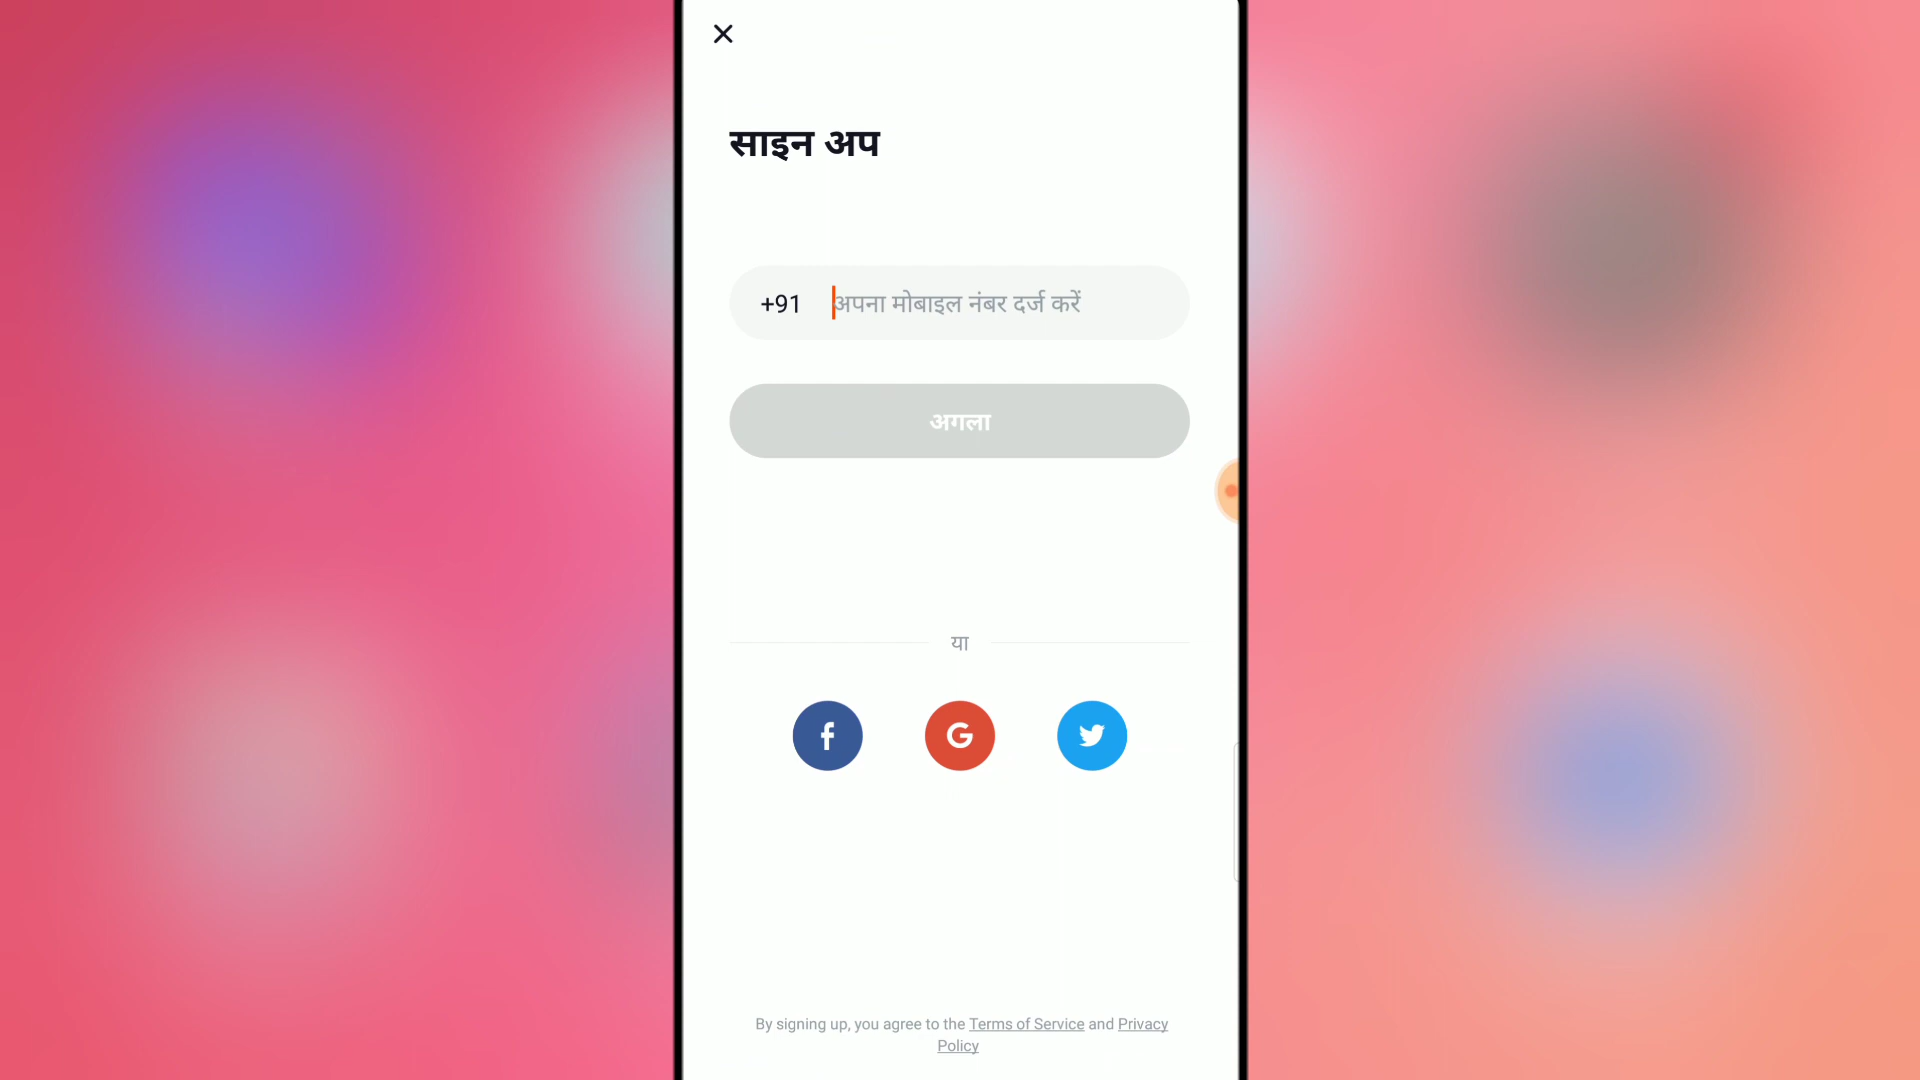 साइन अप
+91 अपना मोबाइल नंबर दर्ज करें
अगला
या
By signing up, you agree to the Terms of Service and Privacy
Policy